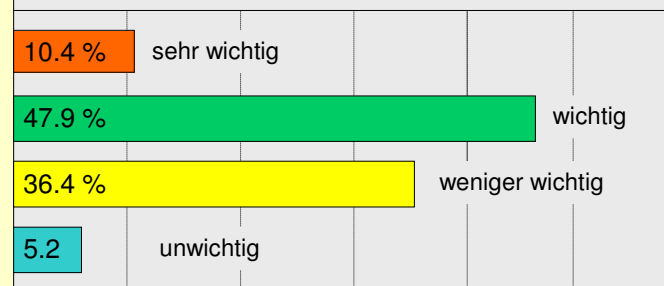 10.4 % sehr wichtig
47.9 % wichtig
36.4 % weniger wichtig
5.2 unwichtig